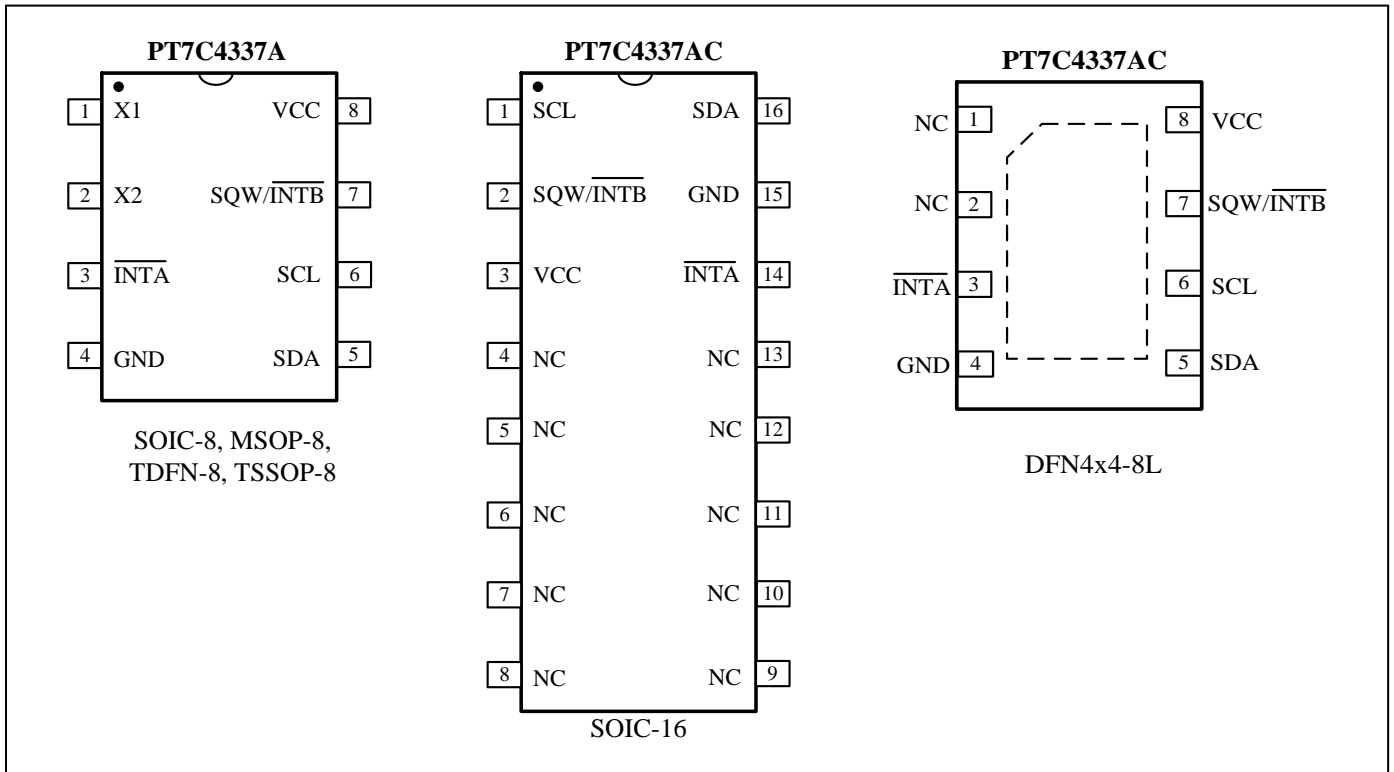 PT7C4337A
1 X1 VCC 8
2 X2 SQW/INTB 7
3 INTA SCL 6
4 GND SDA 5
SOIC-8, MSOP-8,
TDFN-8, TSSOP-8
PT7C4337AC
1 SCL SDA 16
2 SQW/INTB GND 15
3 VCC INTA 14
4 NC NC 13
5 NC NC 12
6 NC NC 11
7 NC NC 10
8 NC NC 9
SOIC-16
PT7C4337AC
NC 1 8 VCC
NC 2 7 SQW/INTB
INTA 3 6 SCL
GND 4 5 SDA
DFN4x4-8L